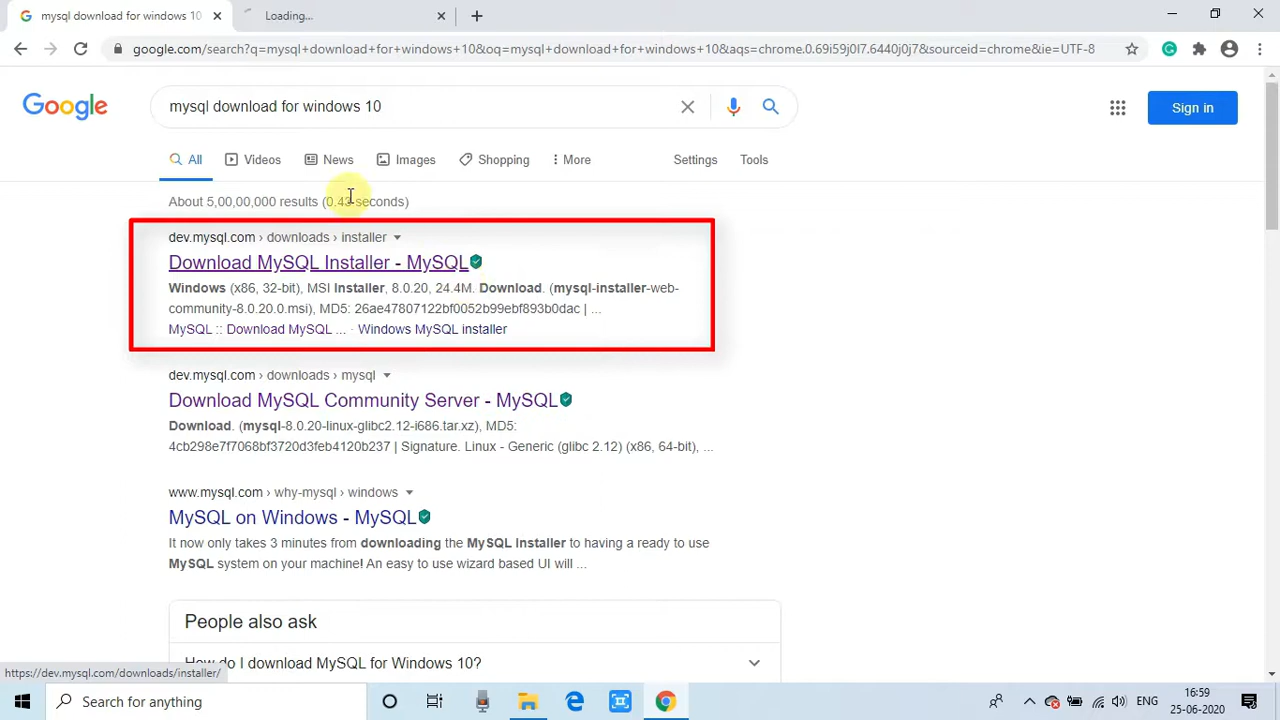 mysql download for windows 10
Loading...
google.com/search?q=mysql+download+for+windows+10&oq=mysql+download+for+windows+10&aqs=chrome.0.69i59j0l7.6440j0j7&sourceid=chrome&ie=UTF-8
Google
mysql download for windows 10
Sign in
All
Videos
News
Images
Shopping
More
Settings
Tools
About 5,00,00,000 results (0.43 seconds)
dev.mysql.com › downloads › installer
Download MySQL Installer - MySQL
Windows (x86, 32-bit), MSI Installer, 8.0.20, 24.4M. Download. (mysql-installer-web-
community-8.0.20.0.msi), MD5: 26ae47807122bf0052b99ebf893b0dac | ...
MySQL :: Download MySQL ... · Windows MySQL installer
dev.mysql.com › downloads › mysql
Download MySQL Community Server - MySQL
Download. (mysql-8.0.20-linux-glibc2.12-i686.tar.xz), MD5:
4cb298e7f7068bf3720d3feb4120b237 | Signature. Linux - Generic (glibc 2.12) (x86, 64-bit), ...
www.mysql.com › why-mysql › windows
MySQL on Windows - MySQL
It now only takes 3 minutes from downloading the MySQL Installer to having a ready to use
MySQL system on your machine! An easy to use wizard based UI will ...
People also ask
How do I download MySQL for Windows 10?
https://dev.mysql.com/downloads/installer/
Search for anything
ENG
16:59
25-06-2020